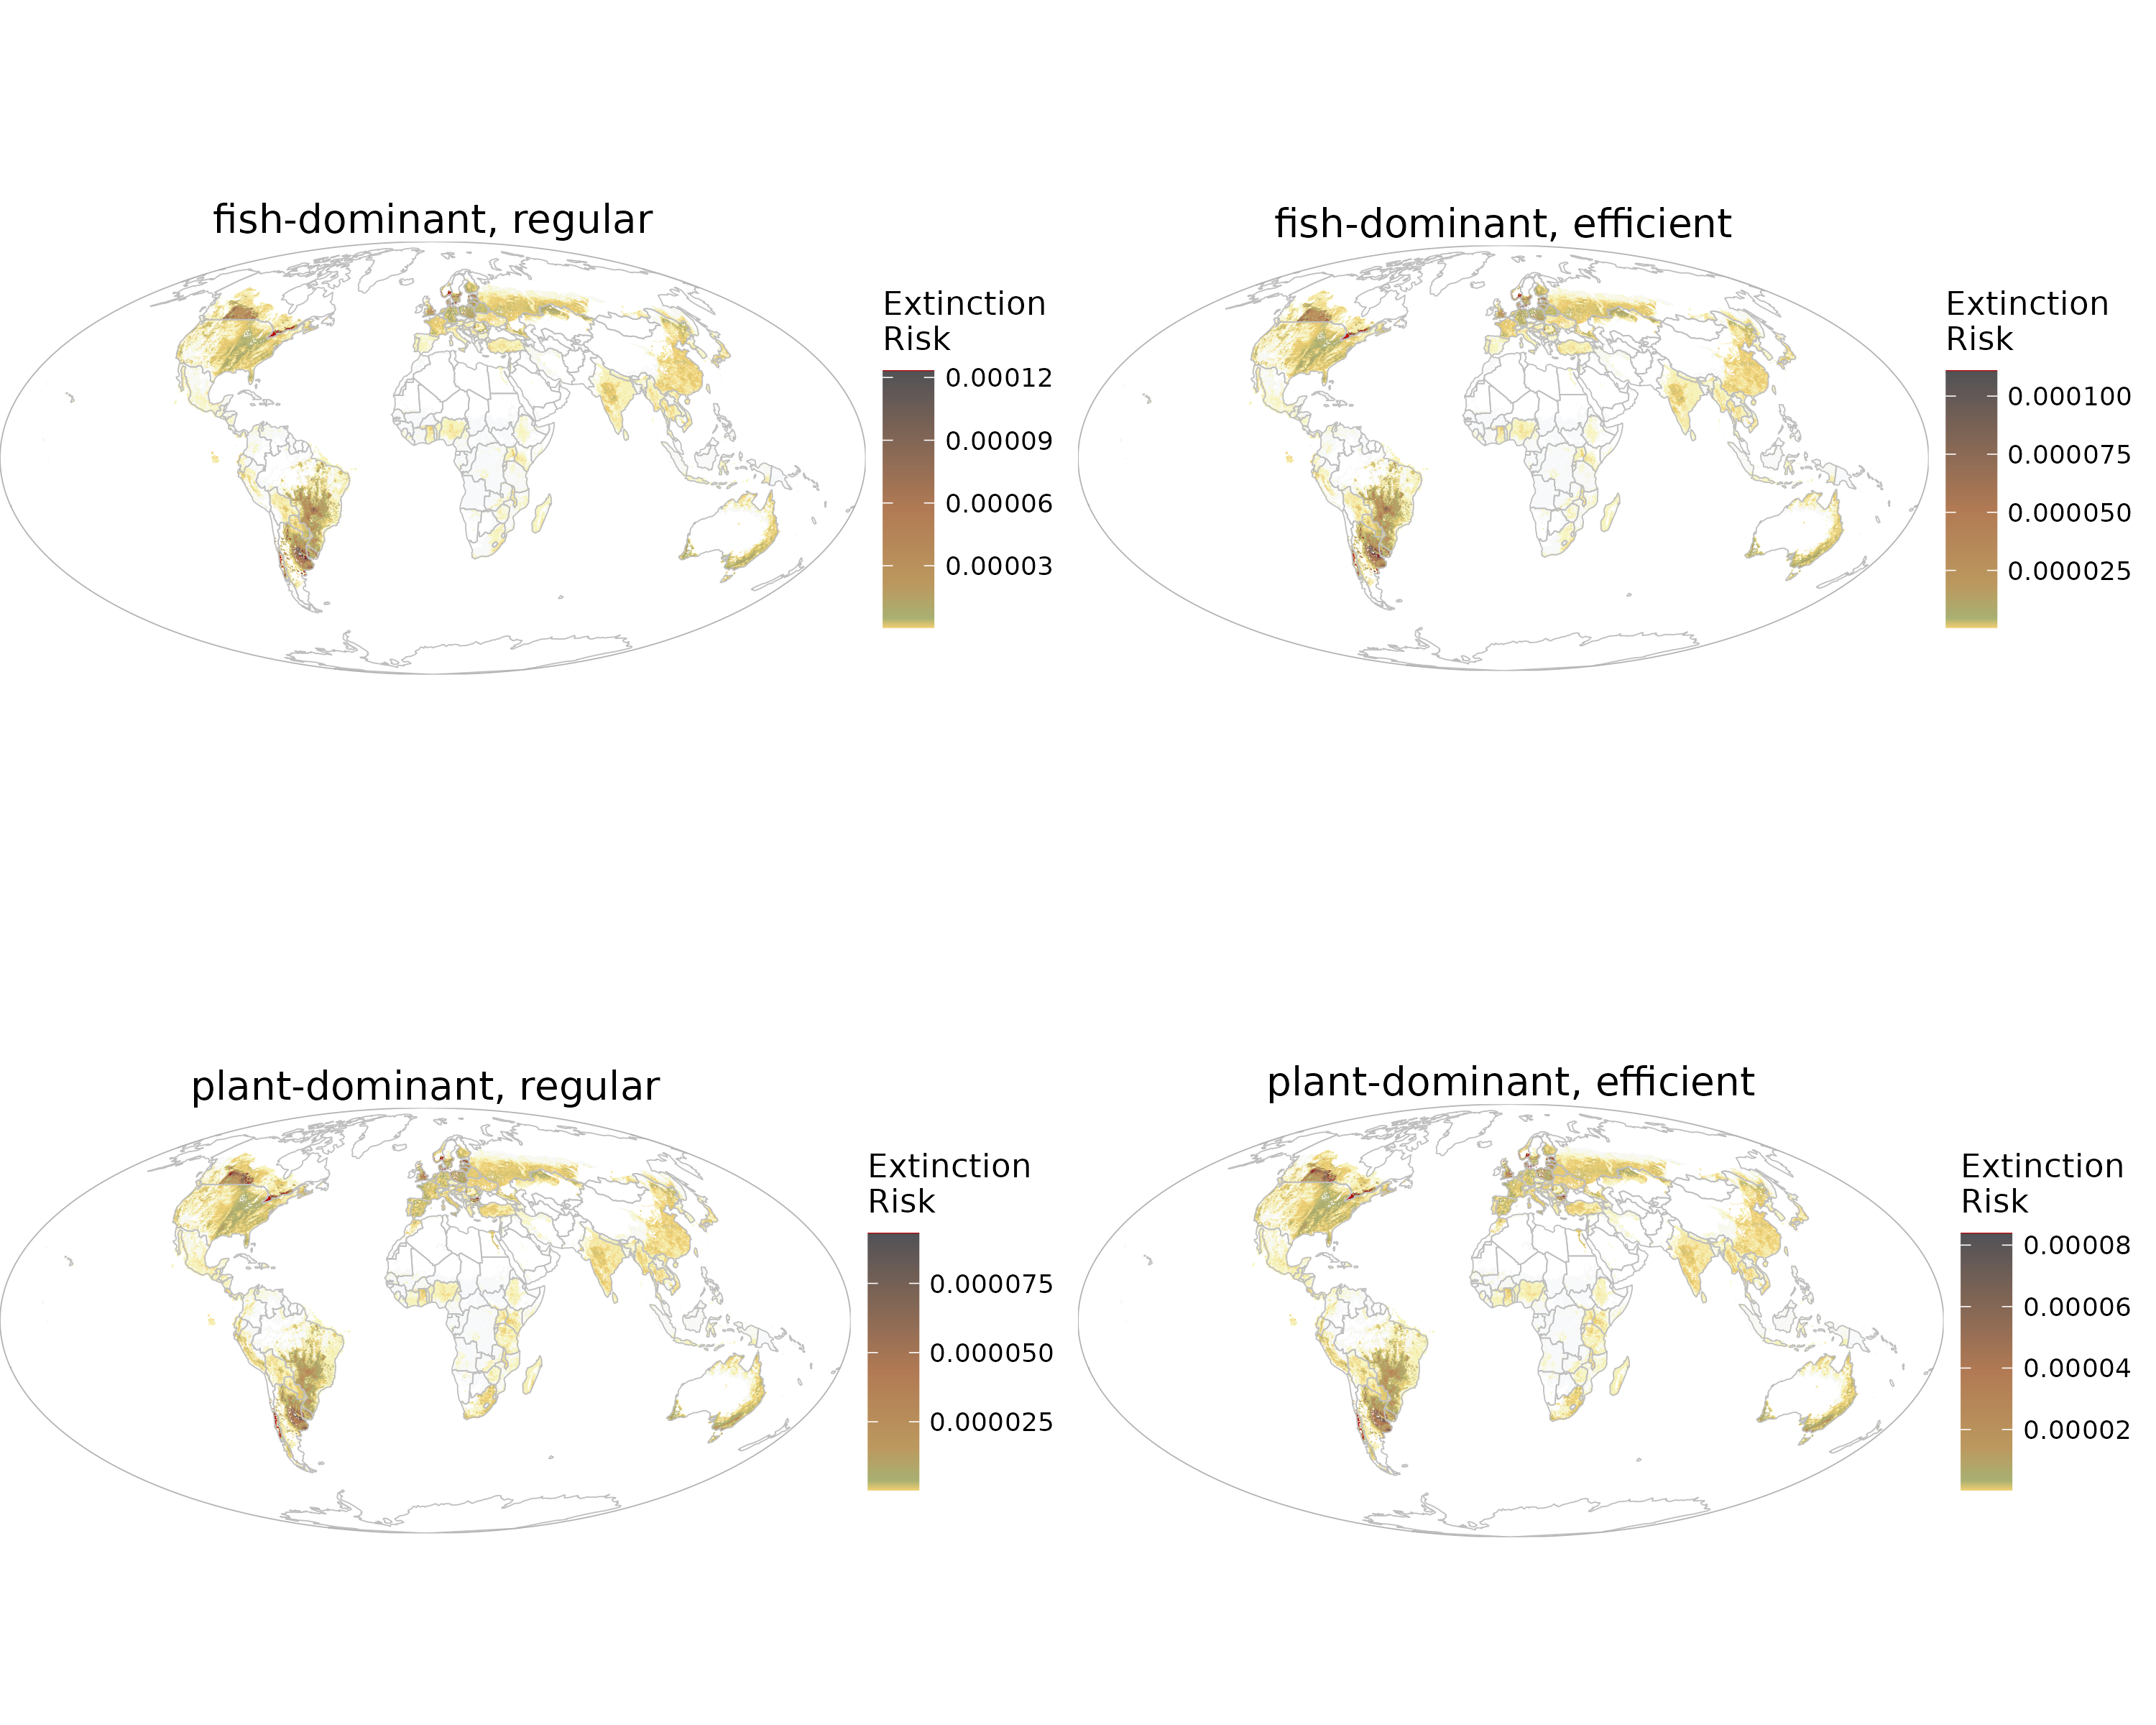 fish-dominant, regular
Extinction
Risk
0.00012
0.00009
0.00006
0.00003
fish-dominant, efficient
Extinction
Risk
0.000100
0.000075
0.000050
0.000025
plant-dominant, regular
Extinction
Risk
0.000075
0.000050
0.000025
plant-dominant, efficient
Extinction
Risk
0.00008
0.00006
0.00004
0.00002